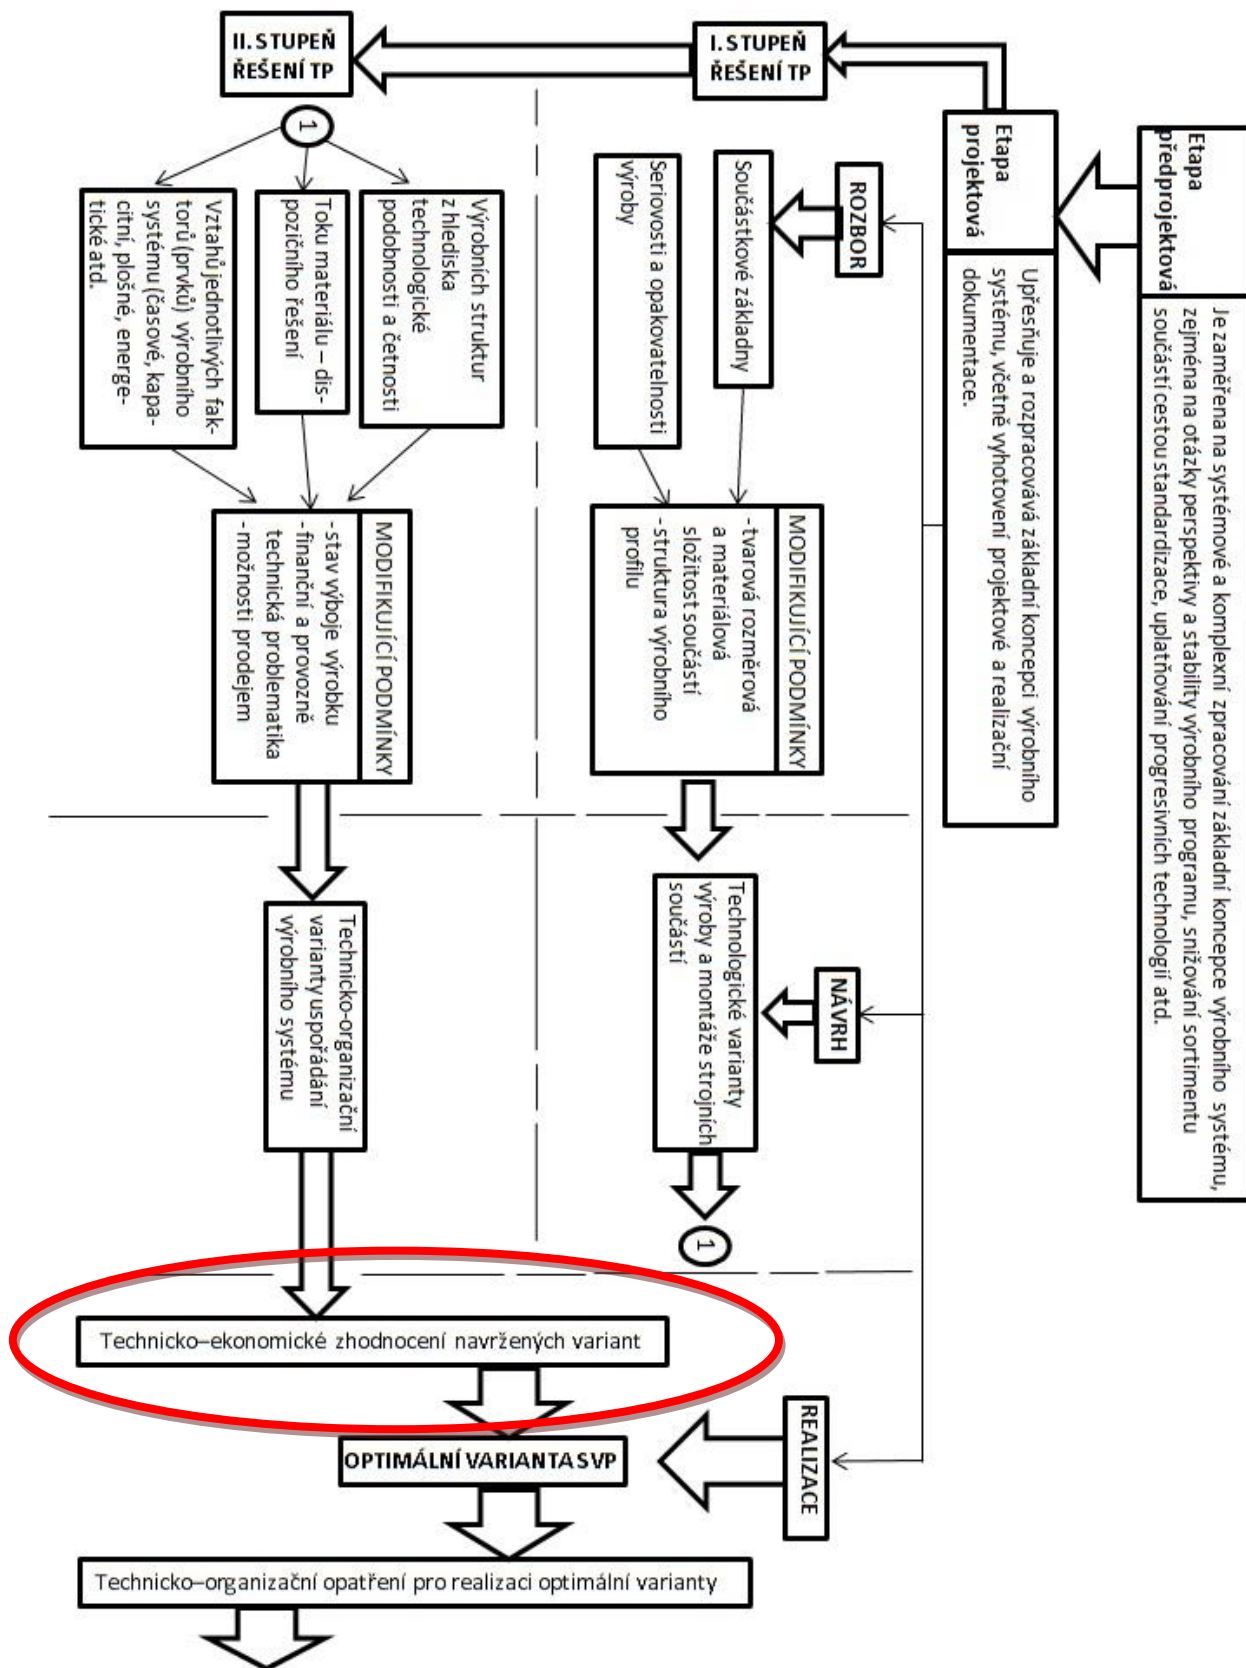 Etapa
předprojektová
Je zaměřena na systémové a komplexní zpracování základní koncepce výrobního systému,
zejména na otázky perspektivy a stability výrobního programu, snižování sortimentu
součástí cestou standardizace, uplatňování progresivních technologií atd.
Etapa
projektová
Upřesňuje a rozpracovává základní koncepci výrobního
systému, včetně vyhotovení projektové a realizační
dokumentace.
I. STUPEŇ
ŘEŠENÍ TP
II. STUPEŇ
ŘEŠENÍ TP
ROZBOR
NÁVRH
REALIZACE
Součástkové základny
Seriovosti a opakovatelnosti
výroby
MODIFIKUJÍCÍ PODMÍNKY
- tvarová rozměrová
a materiálová
složitost součástí
- struktura výrobního
profilu
Technologické varianty
výroby a montáže strojních
součástí
1
1
Výrobních struktur
z hlediska
technologické
podobnosti a četnosti
Toku materiálu – dis-
pozičního řešení
Vztahů jednotlivých fak-
torů (prvků) výrobního
systému (časové, kapa-
citní, plošné, energe-
tické atd.
MODIFIKUJÍCÍ PODMÍNKY
- stav výboje výrobku
- finanční a provozně
technická problematika
- možnosti prodejem
Technicko-organizační
varianty uspořádání
výrobního systému
Technicko–ekonomické zhodnocení navržených variant
OPTIMÁLNÍ VARIANTA SVP
Technicko–organizační opatření pro realizaci optimální varianty